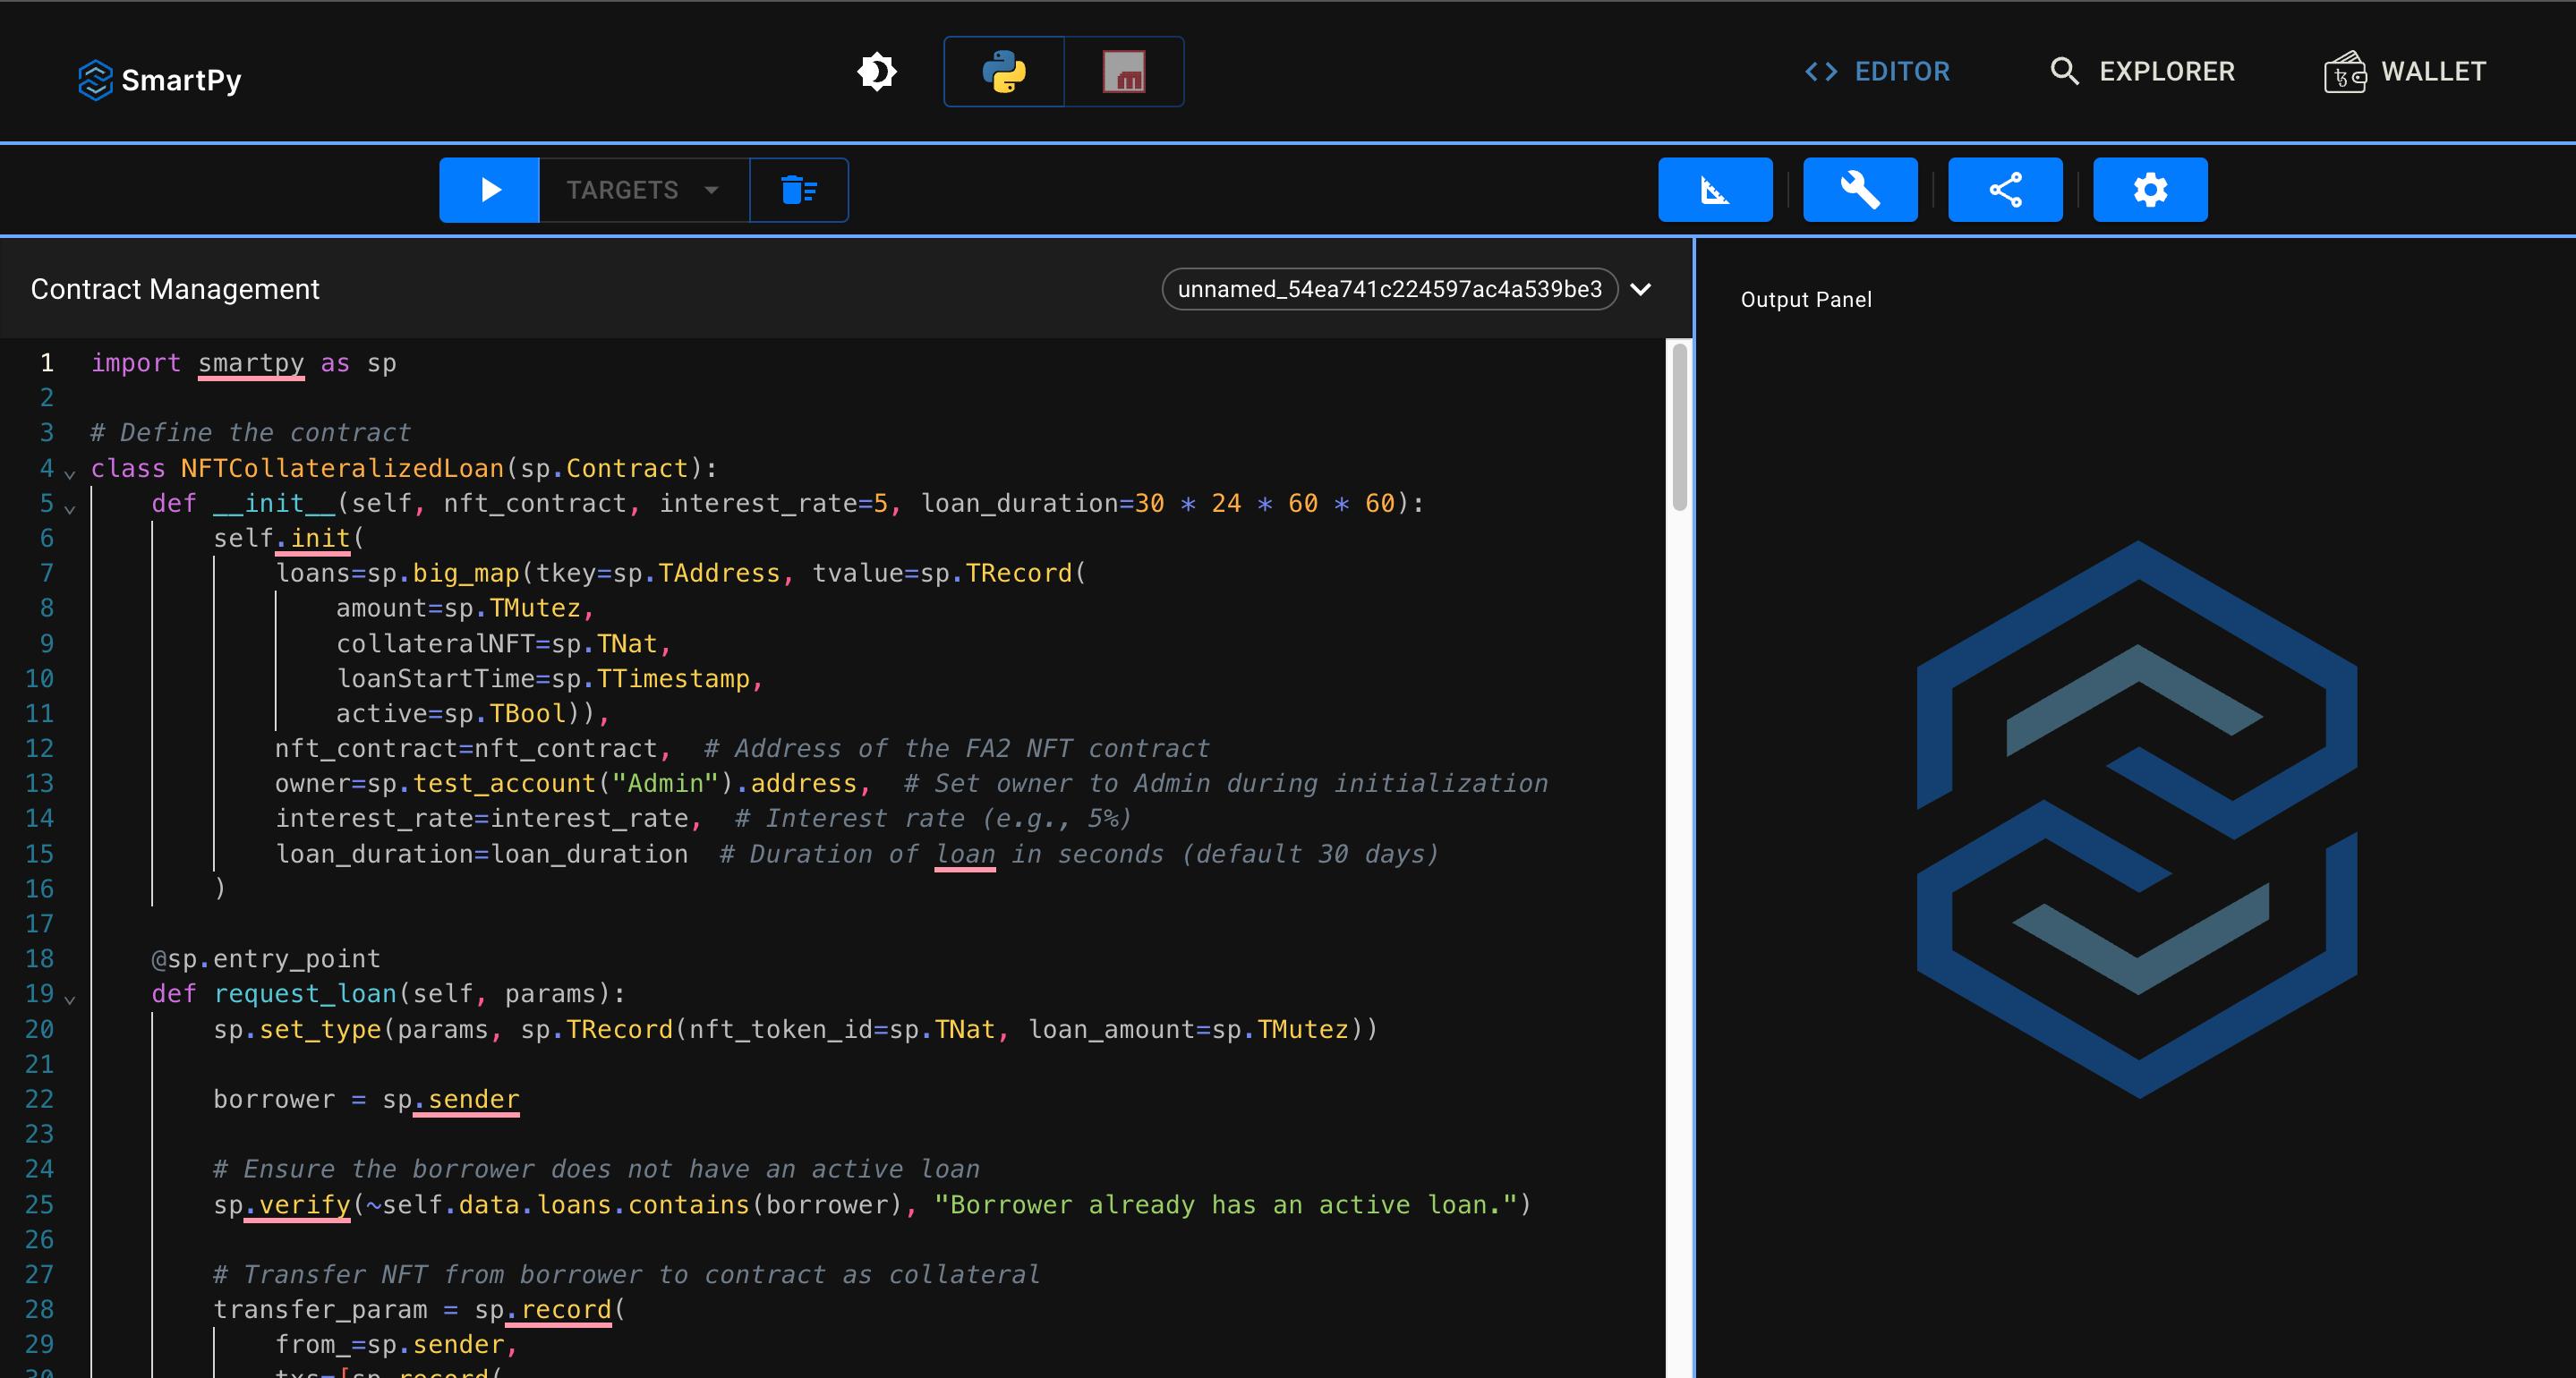 SmartPy
EDITOR
EXPLORER
WALLET
TARGETS
Contract Management
unnamed_54ea741c224597ac4a539be3
Output Panel
1 import smartpy as sp
2
3 # Define the contract
4 class NFTCollateralizedLoan(sp.Contract):
5     def __init__(self, nft_contract, interest_rate=5, loan_duration=30 * 24 * 60 * 60):
6         self.init(
7             loans=sp.big_map(tkey=sp.TAddress, tvalue=sp.TRecord(
8                 amount=sp.TMutez,
9                 collateralNFT=sp.TNat,
10                 loanStartTime=sp.TTimestamp,
11                 active=sp.TBool)),
12             nft_contract=nft_contract,  # Address of the FA2 NFT contract
13             owner=sp.test_account("Admin").address,  # Set owner to Admin during initialization
14             interest_rate=interest_rate,  # Interest rate (e.g., 5%)
15             loan_duration=loan_duration  # Duration of loan in seconds (default 30 days)
16         )
17
18     @sp.entry_point
19     def request_loan(self, params):
20         sp.set_type(params, sp.TRecord(nft_token_id=sp.TNat, loan_amount=sp.TMutez))
21
22         borrower = sp.sender
23
24         # Ensure the borrower does not have an active loan
25         sp.verify(~self.data.loans.contains(borrower), "Borrower already has an active loan.")
26
27         # Transfer NFT from borrower to contract as collateral
28         transfer_param = sp.record(
29             from_=sp.sender,
30             txs=[sp.record(